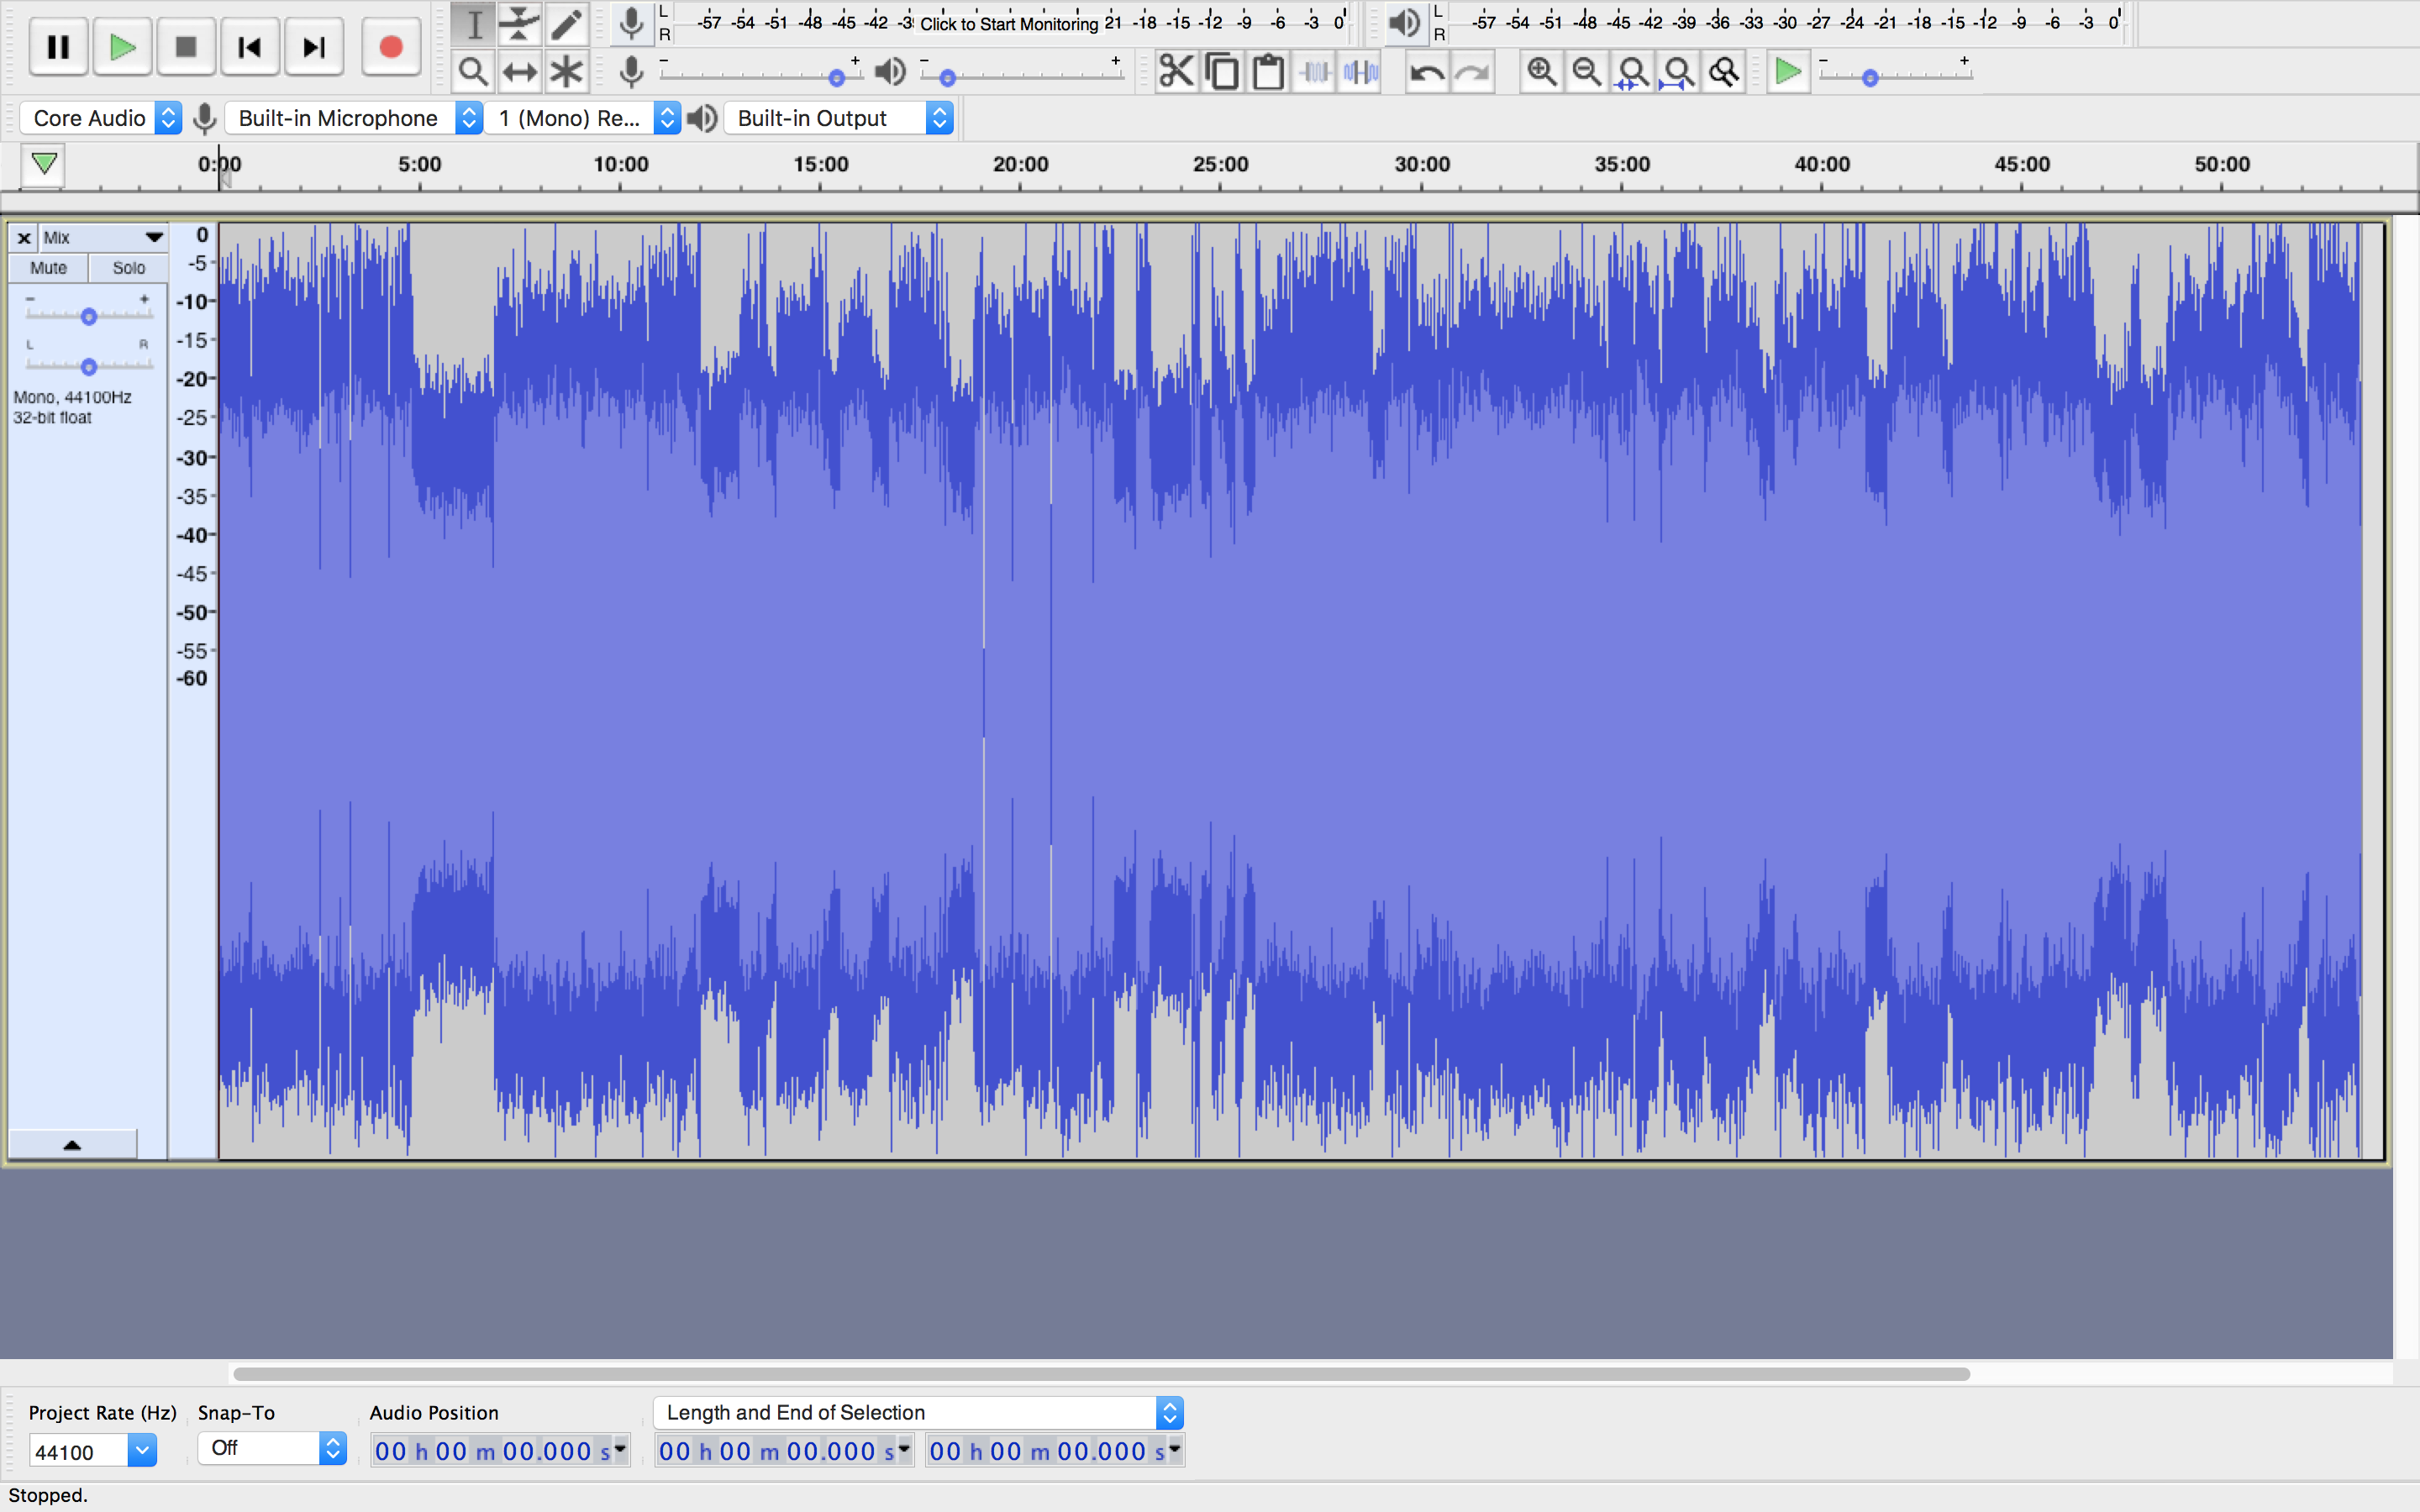 L
R
-57 -54 -51 -48 -45 -42 -3 Click to Start Monitoring 21 -18 -15 -12 -9 -6 -3 0
L
R
-57 -54 -51 -48 -45 -42 -39 -36 -33 -30 -27 -24 -21 -18 -15 -12 -9 -6 -3 0
- +
- +
- +
Core Audio Built-in Microphone 1 (Mono) Re... Built-in Output
0:00 5:00 10:00 15:00 20:00 25:00 30:00 35:00 40:00 45:00 50:00
x Mix
Mute Solo
- +
L R
Mono, 44100Hz
32-bit float
0
-5
-10
-15
-20
-25
-30
-35
-40
-45
-50
-55
-60
Project Rate (Hz) Snap-To Audio Position Length and End of Selection
44100 Off 00 h 00 m 00.000 s 00 h 00 m 00.000 s 00 h 00 m 00.000 s
Stopped.